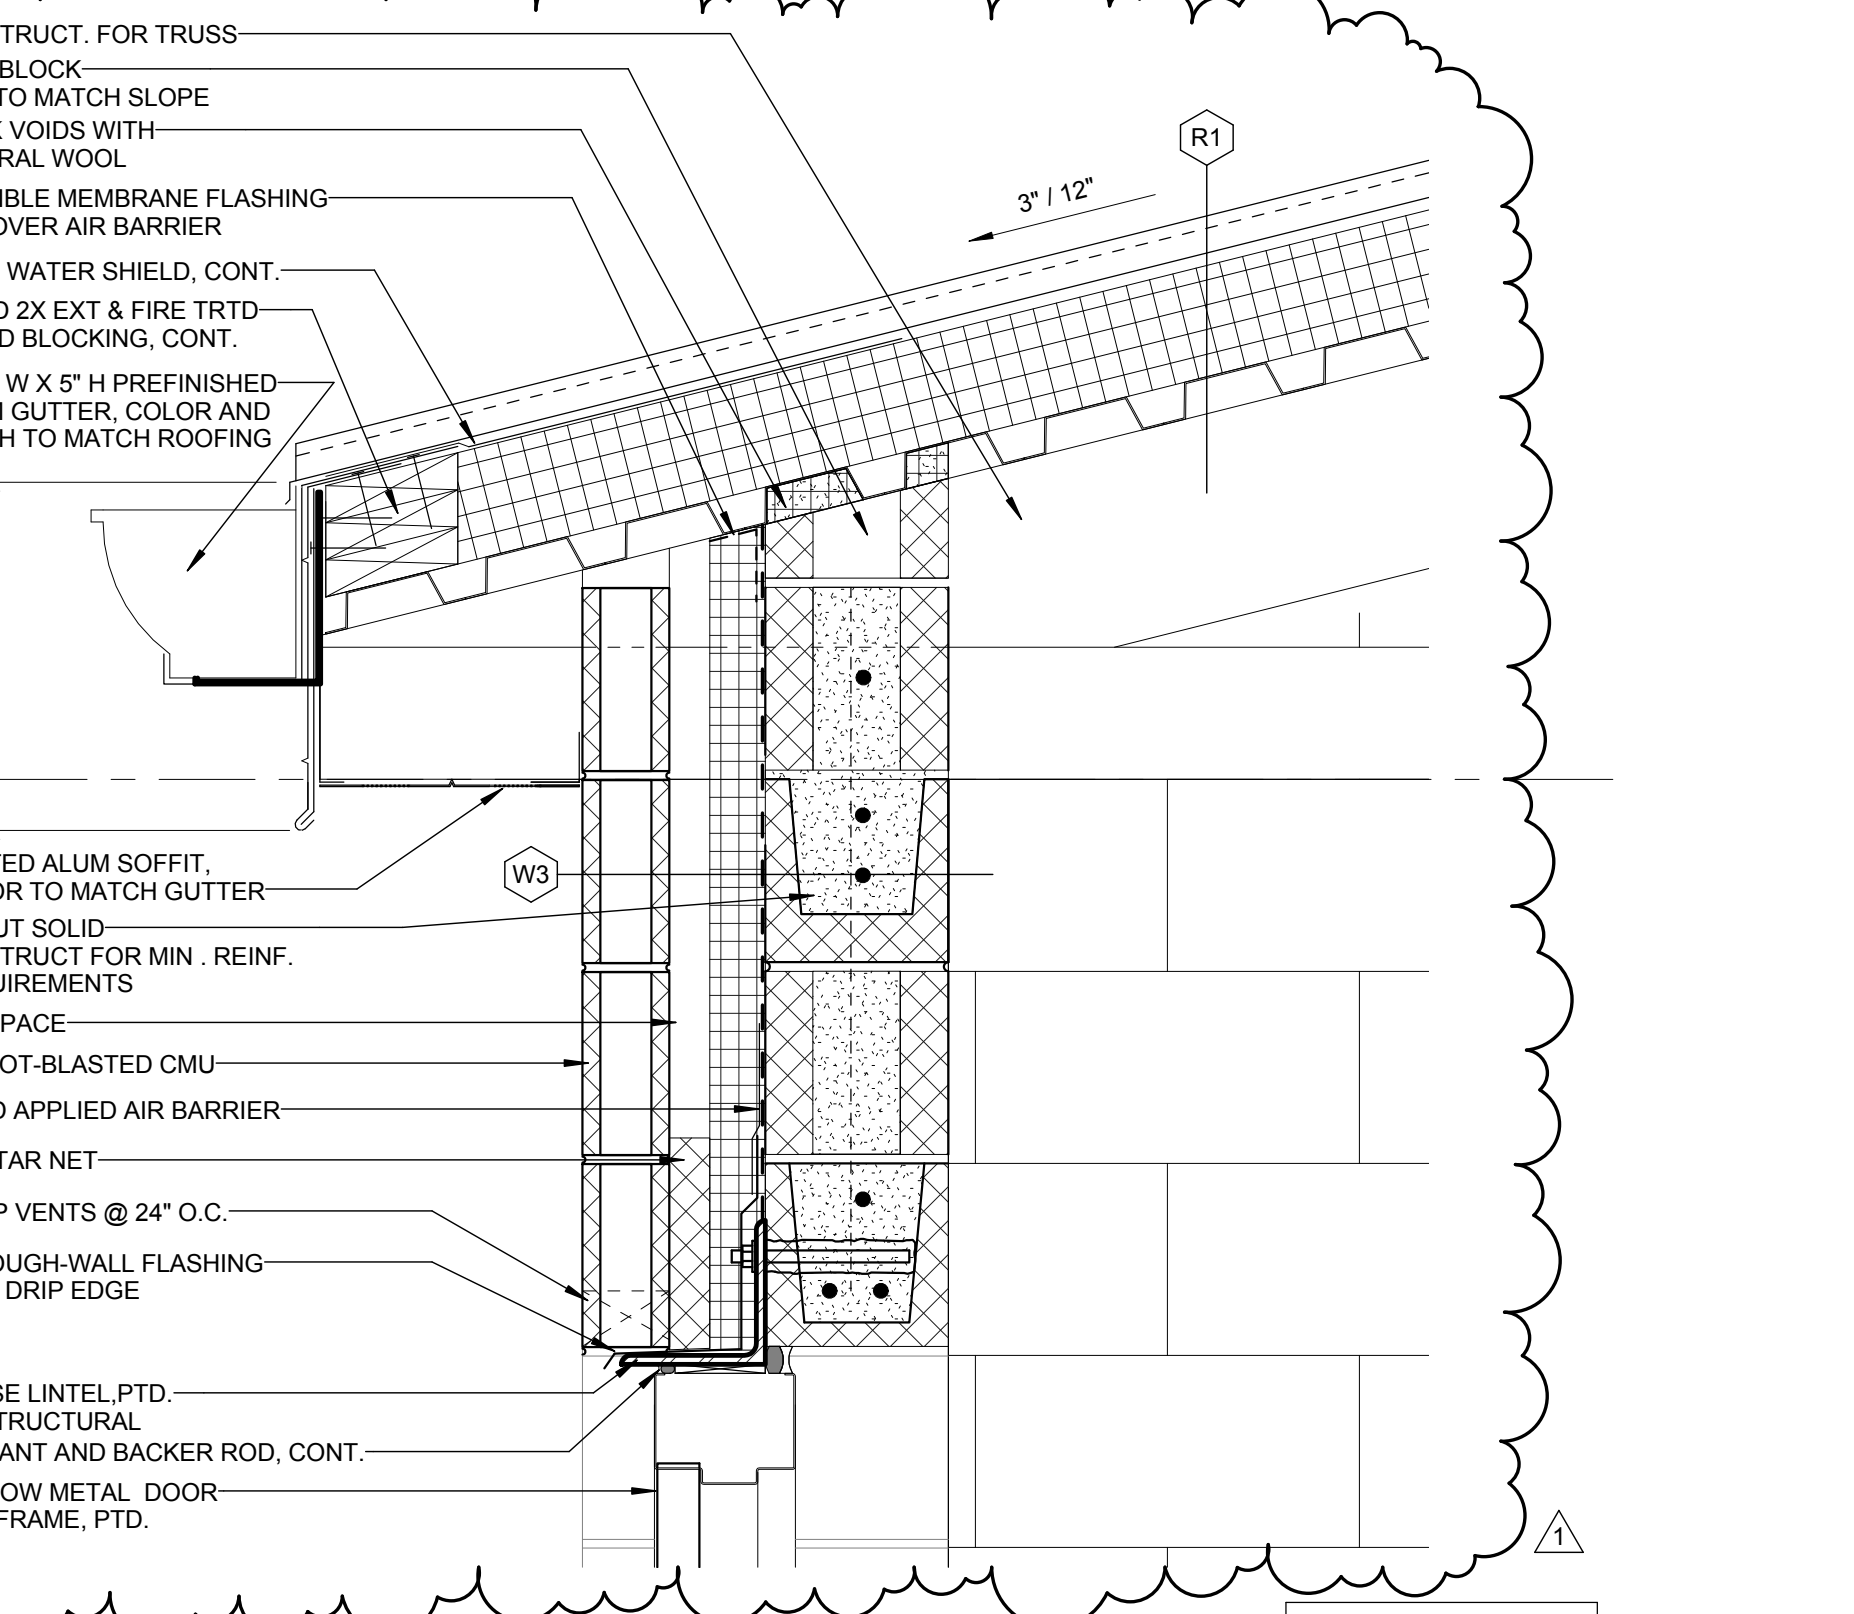 TRUCT. FOR TRUSS
BLOCK
TO MATCH SLOPE
K VOIDS WITH
RAL WOOL
IBLE MEMBRANE FLASHING
OVER AIR BARRIER
WATER SHIELD, CONT.
D 2X EXT & FIRE TRTD
D BLOCKING, CONT.
W X 5" H PREFINISHED
GUTTER, COLOR AND
H TO MATCH ROOFING
R1
3" / 12"
TED ALUM SOFFIT,
OR TO MATCH GUTTER
W3
UT SOLID
TRUCT FOR MIN . REINF.
UIREMENTS
PACE
OT-BLASTED CMU
D APPLIED AIR BARRIER
TAR NET
P VENTS @ 24" O.C.
OUGH-WALL FLASHING
DRIP EDGE
SE LINTEL,PTD.
TRUCTURAL
ANT AND BACKER ROD, CONT.
OW METAL  DOOR
FRAME, PTD.
1